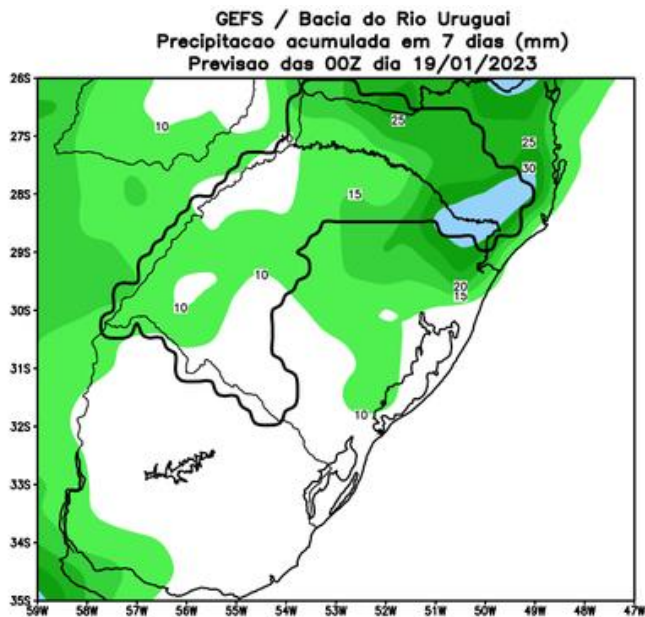 GEFS / Bacia do Rio Uruguai
Precipitacao acumulada em 7 dias (mm)
Previsao das 00Z dia 19/01/2023
26S
10
25
27S
25
30
28S
15
29S
10
20
15
30S
10
31S
10
32S
33S
34S
35S
59W 58W 57W 56W 55W 54W 53W 52W 51W 50W 49W 48W 47W